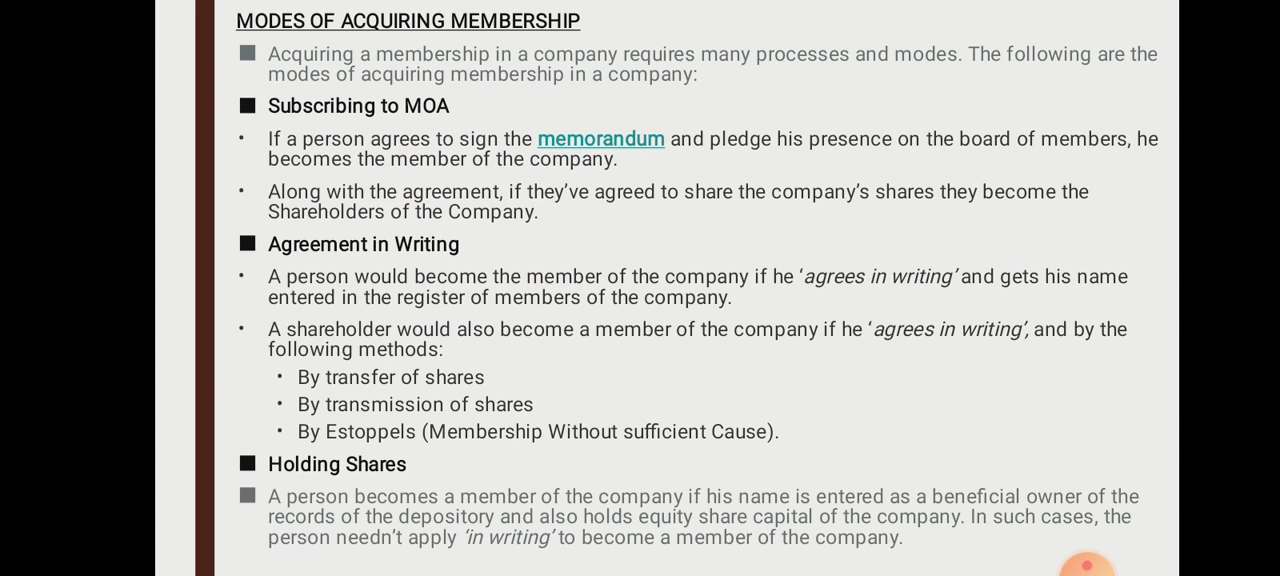 MODES OF ACQUIRING MEMBERSHIP
Acquiring a membership in a company requires many processes and modes. The following are the
modes of acquiring membership in a company:
Subscribing to MOA
If a person agrees to sign the memorandum and pledge his presence on the board of members, he
becomes the member of the company.
Along with the agreement, if they've agreed to share the company's shares they become the
Shareholders of the Company.
Agreement in Writing
A person would become the member of the company if he 'agrees in writing' and gets his name
entered in the register of members of the company.
A shareholder would also become a member of the company if he 'agrees in writing', and by the
following methods:
By transfer of shares
By transmission of shares
By Estoppels (Membership Without sufficient Cause).
Holding Shares
A person becomes a member of the company if his name is entered as a beneficial owner of the
records of the depository and also holds equity share capital of the company. In such cases, the
person needn't apply 'in writing' to become a member of the company.